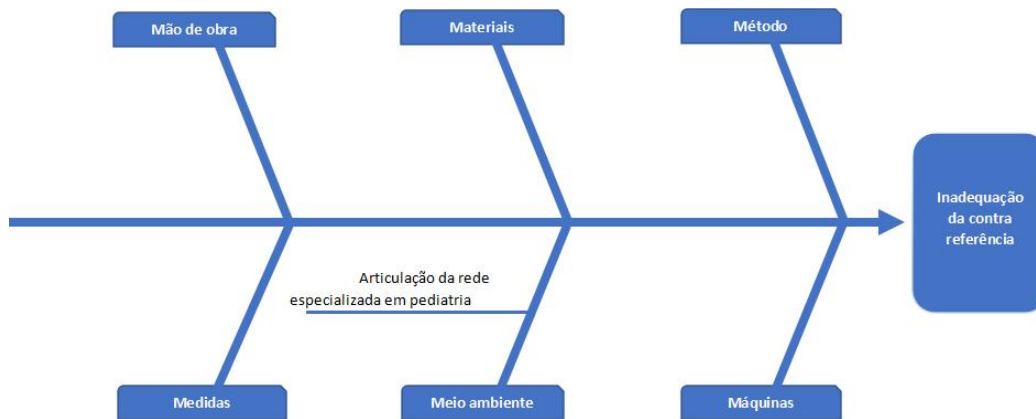 Mão de obra
Materiais
Método
Inadequação
da contra
referência
Articulação da rede
especializada em pediatria
Medidas
Meio ambiente
Máquinas